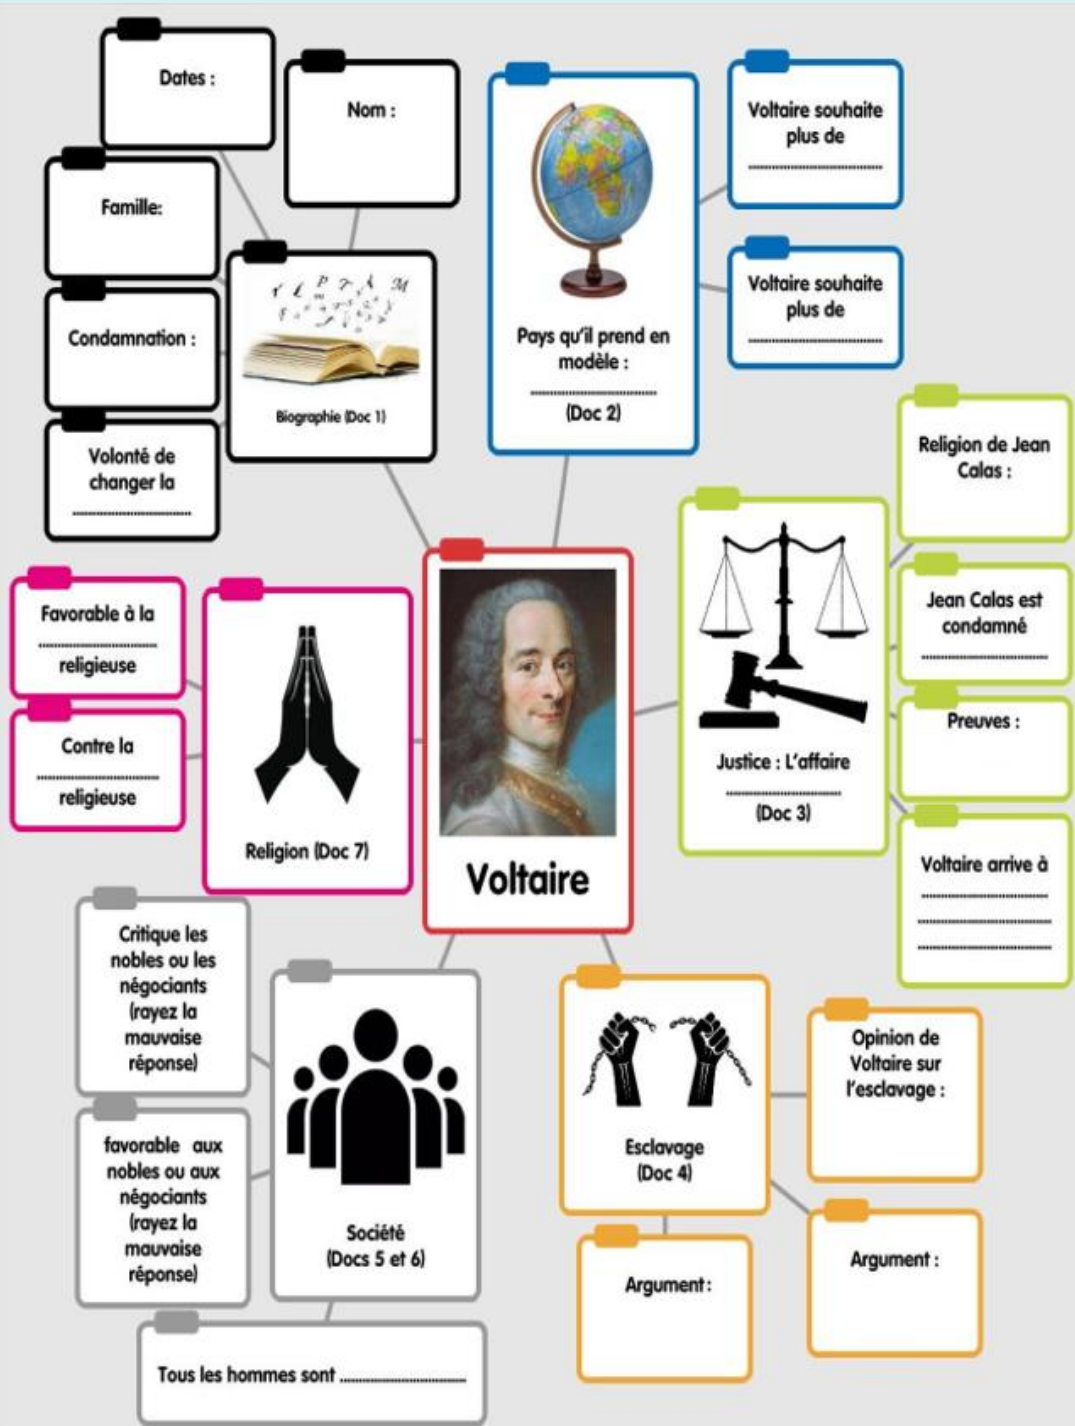 Dates :
Nom :
Famille:
Condamnation :
Volonté de
changer la
..............................
Biographie (Doc 1)
Pays qu'il prend en
modèle :
..............................
(Doc 2)
Voltaire souhaite
plus de
..............................
Voltaire souhaite
plus de
..............................
Religion de Jean
Calas :
Jean Calas est
condamné
..............................
Preuves :
Voltaire arrive à
..............................
..............................
..............................
Justice : L'affaire
..............................
(Doc 3)
Favorable à la
..............................
religieuse
Contre la
..............................
religieuse
Religion (Doc 7)
Voltaire
Critique les
nobles ou les
négociants
(rayez la
mauvaise
réponse)
favorable aux
nobles ou aux
négociants
(rayez la
mauvaise
réponse)
Société
(Docs 5 et 6)
Tous les hommes sont ..............................
Esclavage
(Doc 4)
Opinion de
Voltaire sur
l'esclavage :
Argument :
Argument :